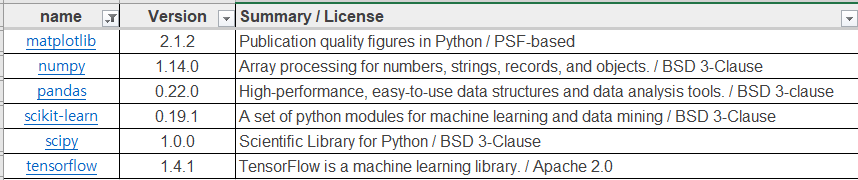 name Version Summary / License
matplotlib 2.1.2 Publication quality figures in Python / PSF-based
numpy 1.14.0 Array processing for numbers, strings, records, and objects. / BSD 3-Clause
pandas 0.22.0 High-performance, easy-to-use data structures and data analysis tools. / BSD 3-clause
scikit-learn 0.19.1 A set of python modules for machine learning and data mining / BSD 3-Clause
scipy 1.0.0 Scientific Library for Python / BSD 3-Clause
tensorflow 1.4.1 TensorFlow is a machine learning library. / Apache 2.0